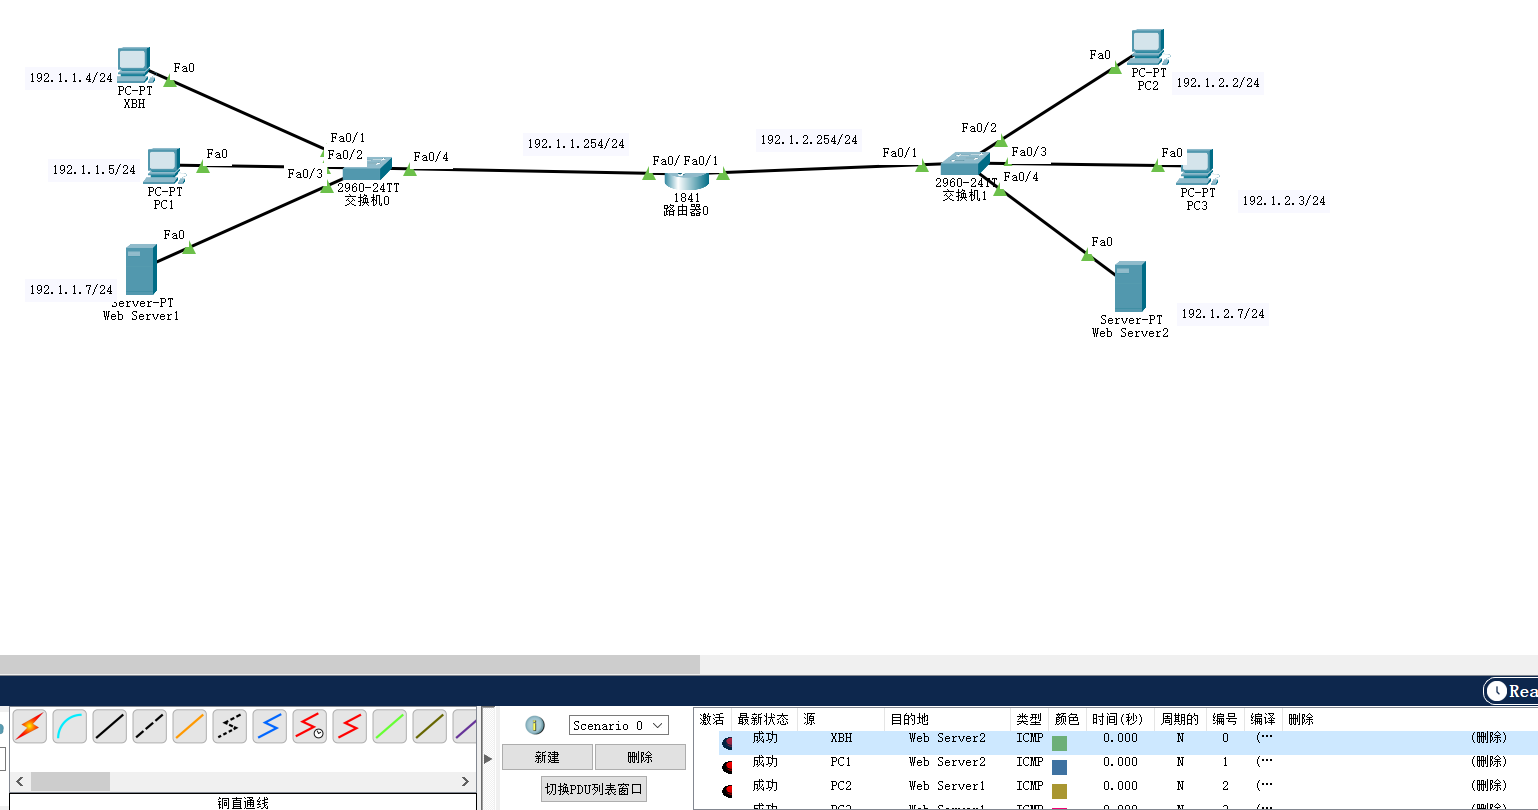 192.1.1.4/24
Fa0
PC-PT
XBH
192.1.1.5/24
Fa0
PC-PT
PC1
Fa0
192.1.1.7/24
Server-PT
Web Server1
Fa0/1
Fa0/2
Fa0/3
2960-24TT
交换机0
Fa0/4
192.1.1.254/24
192.1.2.254/24
Fa0/
Fa0/1
1841
路由器0
Fa0/1
Fa0/2
Fa0/3
Fa0/4
2960-24TT
交换机1
Fa0
PC-PT
PC2
192.1.2.2/24
Fa0
PC-PT
PC3
192.1.2.3/24
Fa0
Server-PT
Web Server2
192.1.2.7/24
Rea
铜直通线
Scenario 0
新建 删除
切换PDU列表窗口
激活 最新状态 源 目的地 类型 颜色 时间(秒) 周期的 编号 编译 删除
成功 XBH Web Server2 ICMP 0.000 N 0 (… (删除)
成功 PC1 Web Server2 ICMP 0.000 N 1 (… (删除)
成功 PC2 Web Server1 ICMP 0.000 N 2 (… (删除)